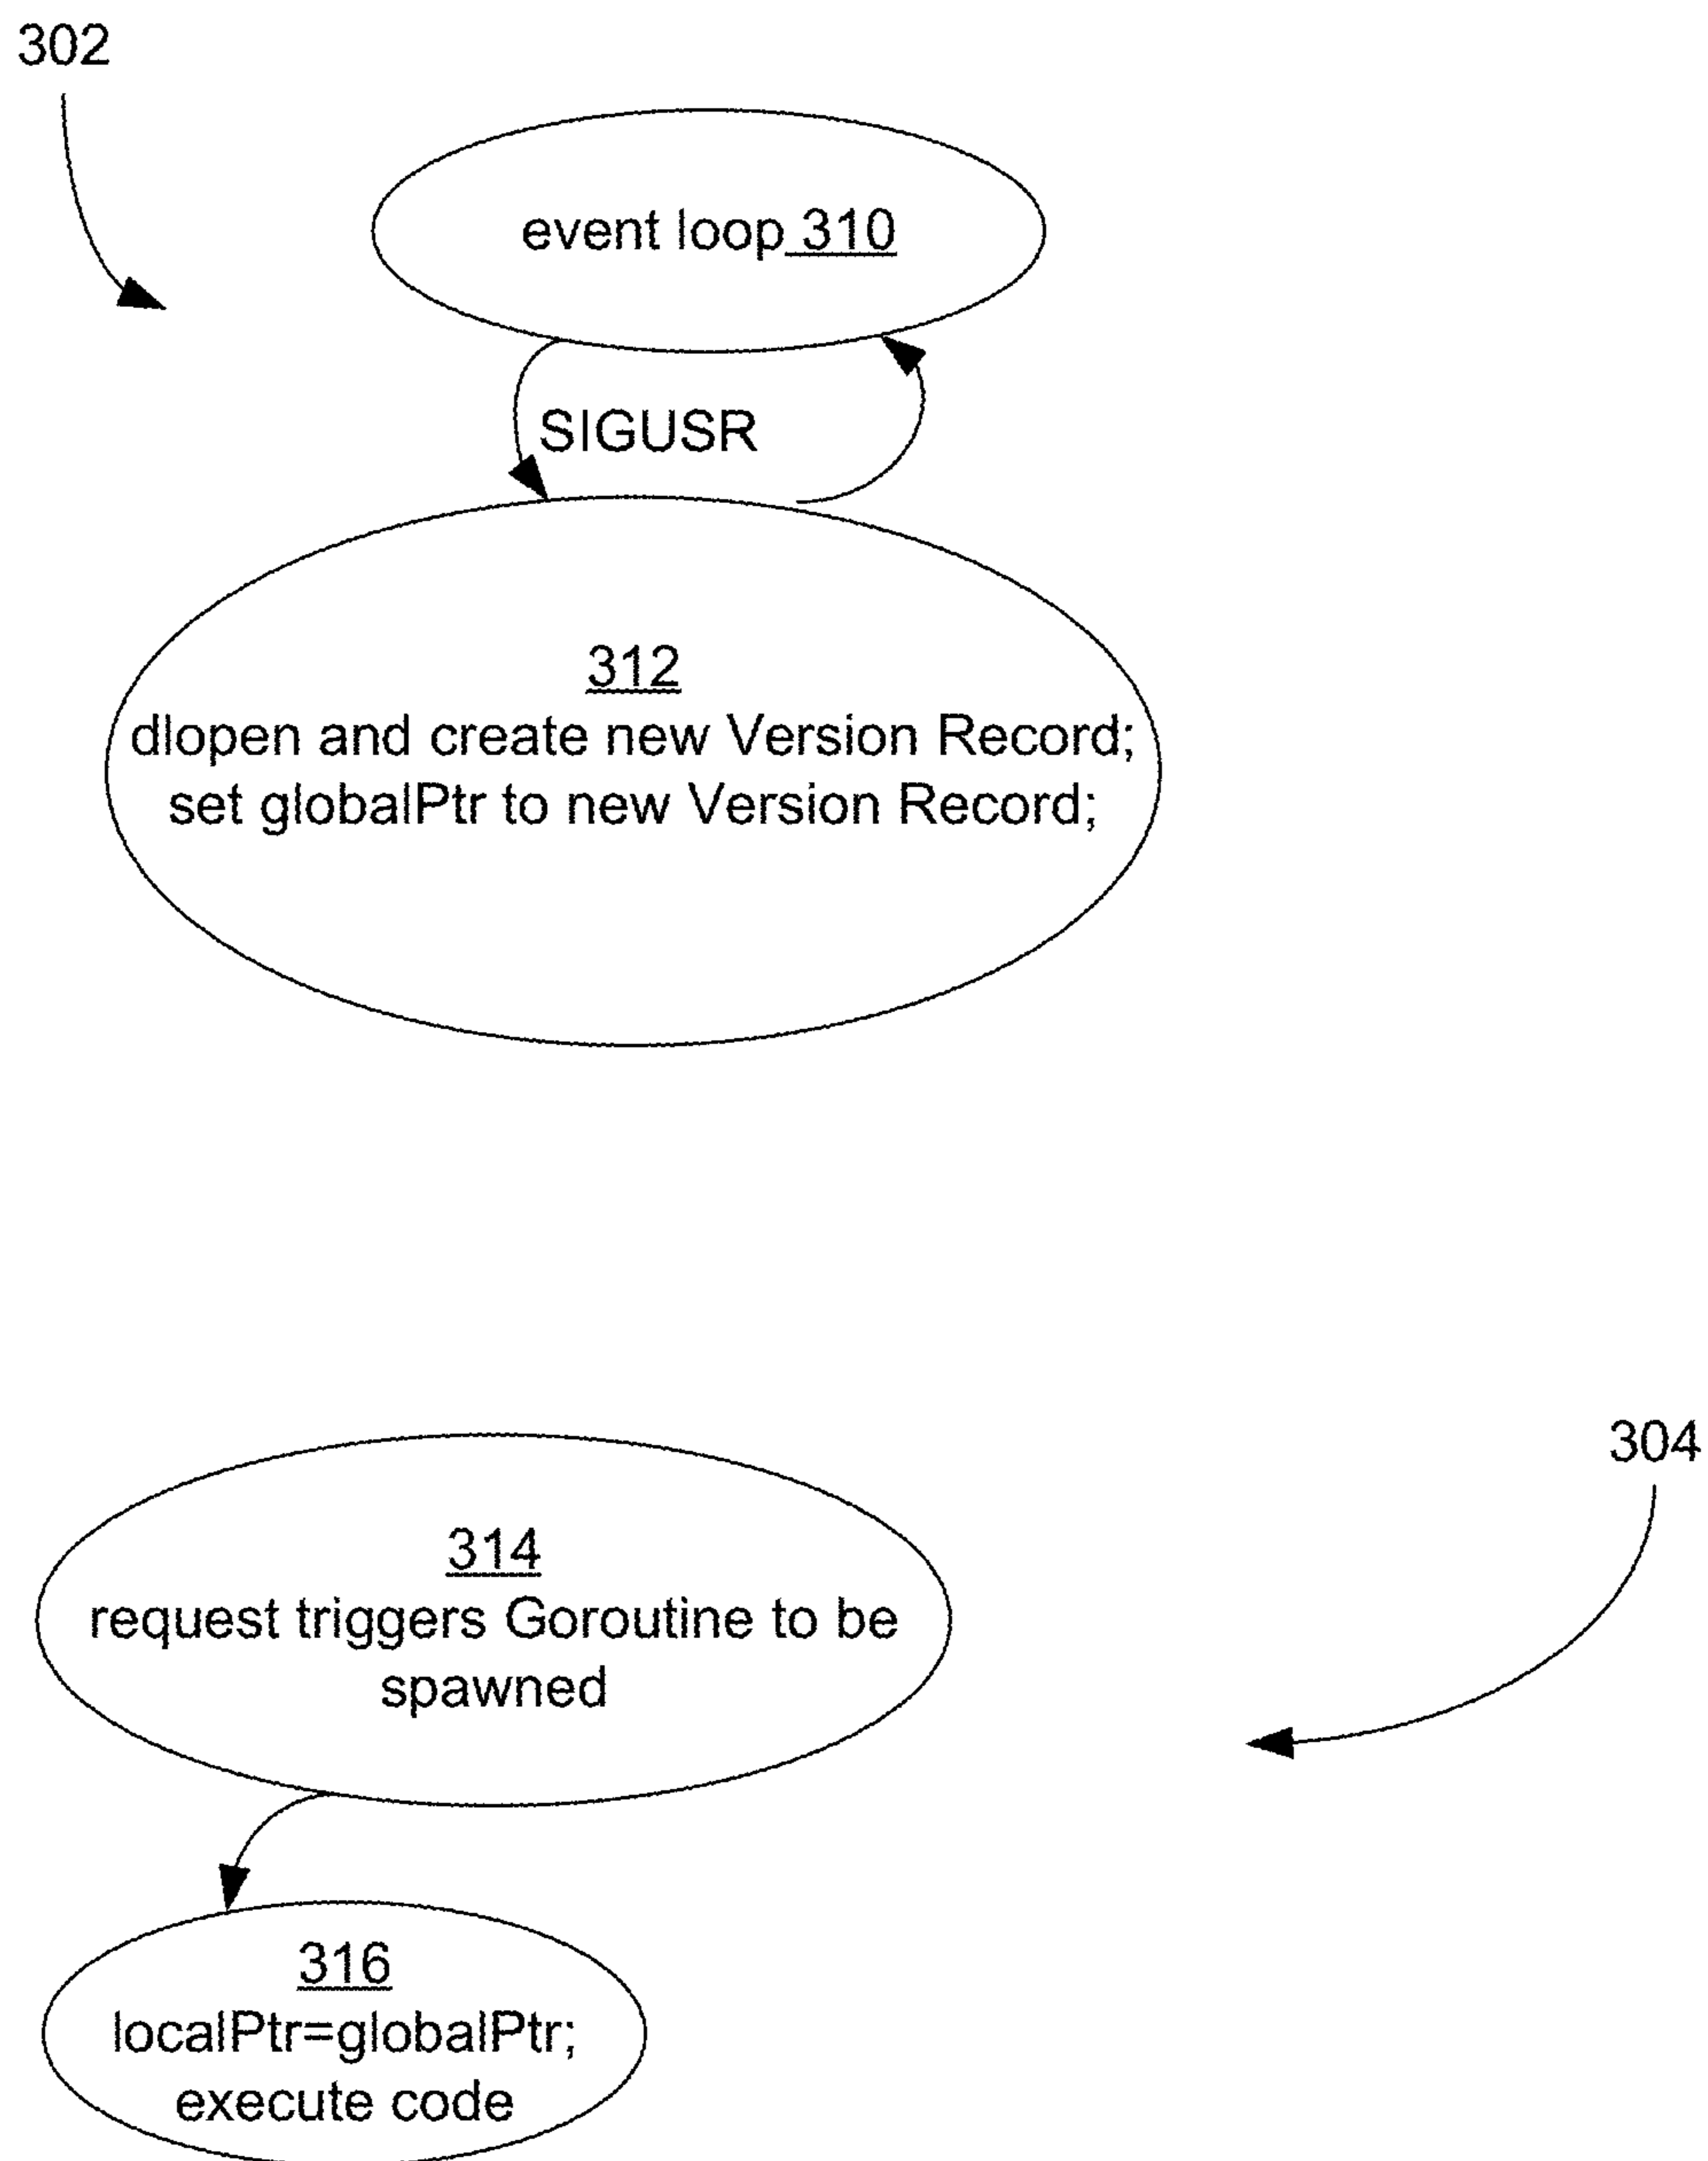 302
event loop 310
SIGUSR
312
dlopen and create new Version Record;
set globalPtr to new Version Record;
304
314
request triggers Goroutine to be
spawned
316
localPtr=globalPtr;
execute code